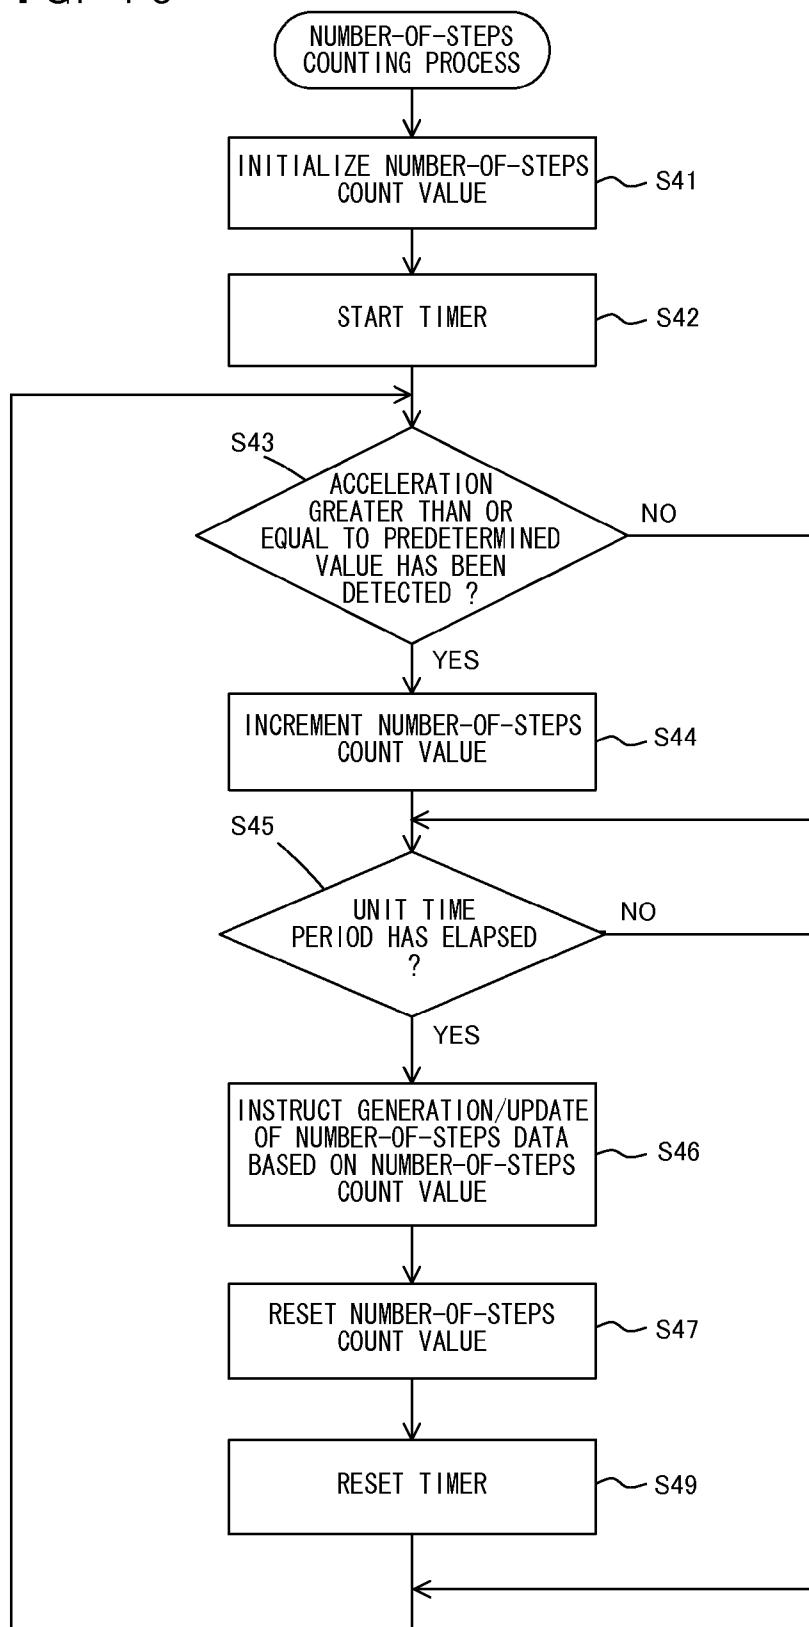 NUMBER-OF-STEPS
COUNTING PROCESS
INITIALIZE NUMBER-OF-STEPS
COUNT VALUE
S41
START TIMER
S42
S43
ACCELERATION
GREATER THAN OR
EQUAL TO PREDETERMINED
VALUE HAS BEEN
DETECTED ?
NO
YES
INCREMENT NUMBER-OF-STEPS
COUNT VALUE
S44
S45
UNIT TIME
PERIOD HAS ELAPSED
?
NO
YES
INSTRUCT GENERATION/UPDATE
OF NUMBER-OF-STEPS DATA
BASED ON NUMBER-OF-STEPS
COUNT VALUE
S46
RESET NUMBER-OF-STEPS
COUNT VALUE
S47
RESET TIMER
S49